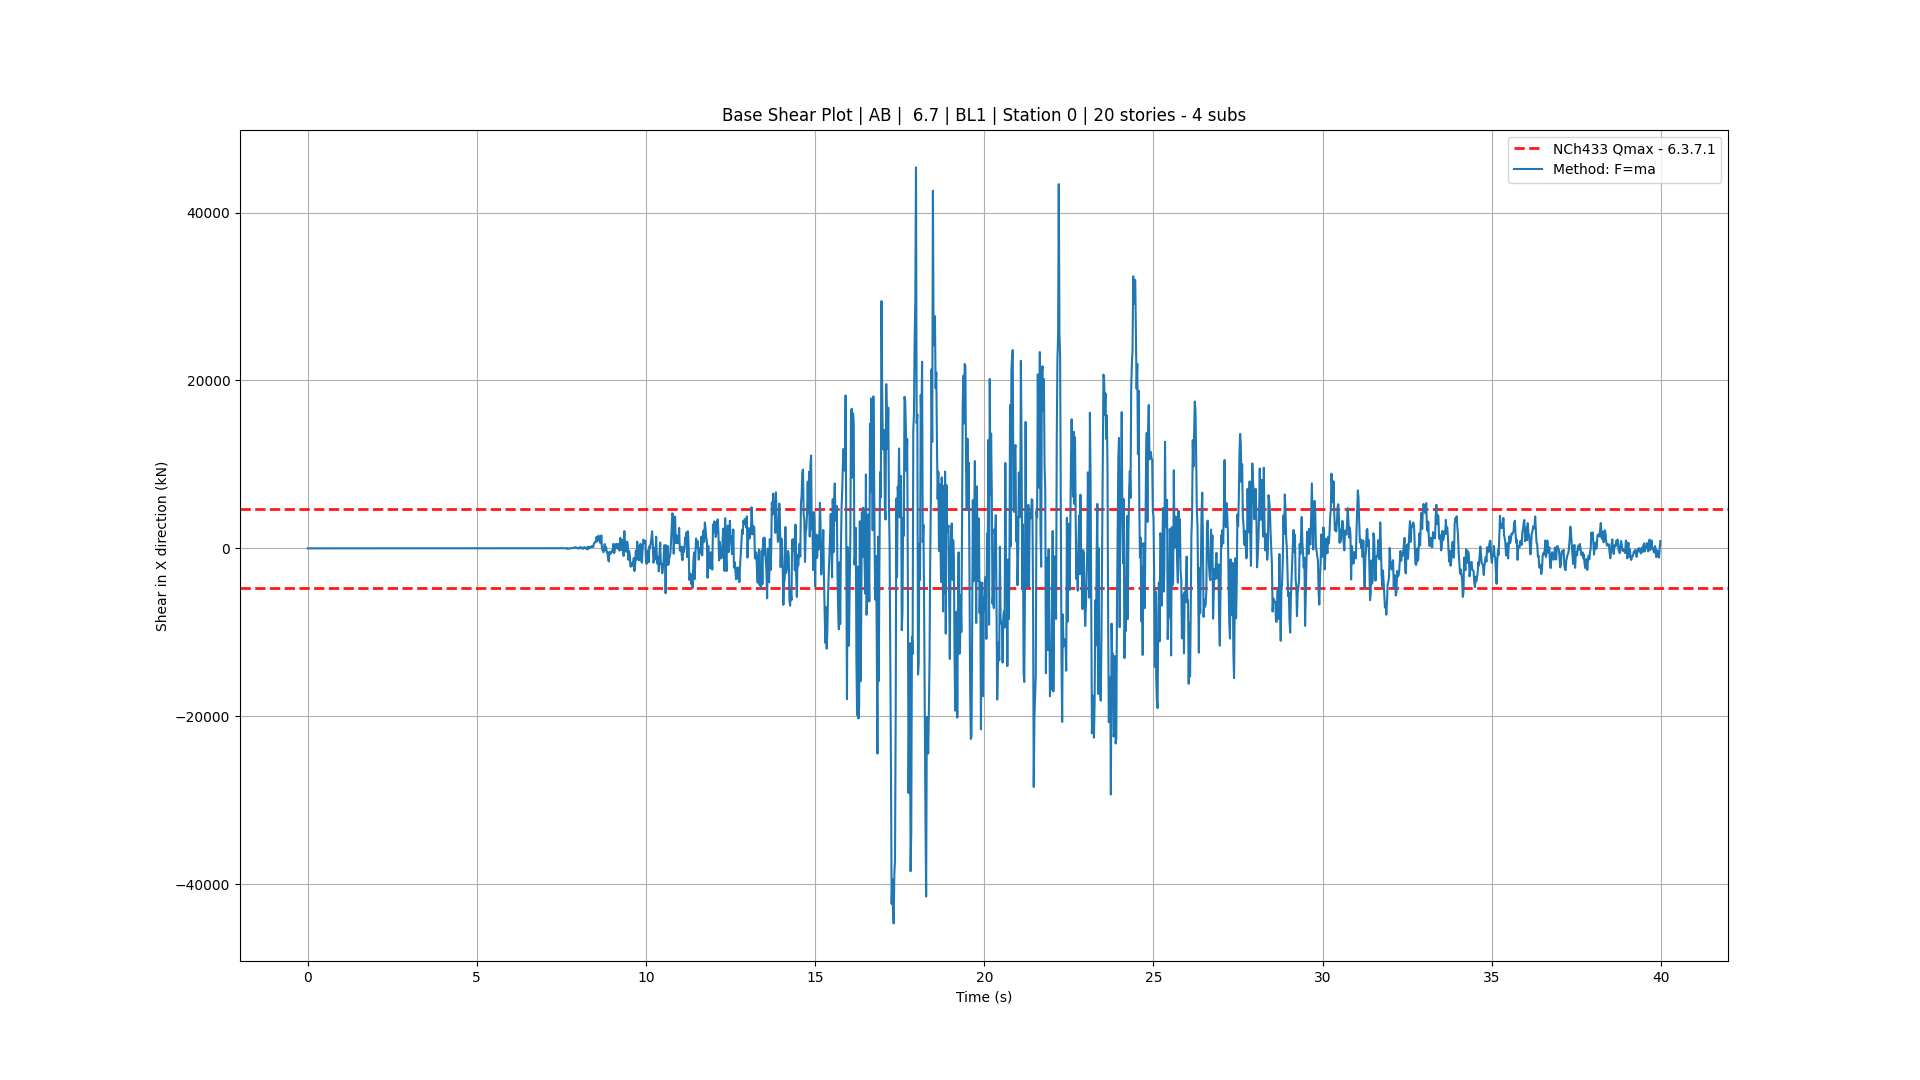 Base Shear Plot | AB |  6.7 | BL1 | Station 0 | 20 stories - 4 subs
NCh433 Qmax - 6.3.7.1
Method: F=ma
Shear in X direction (kN)
40000
20000
0
−20000
−40000
0 5 10 15 20 25 30 35 40
Time (s)